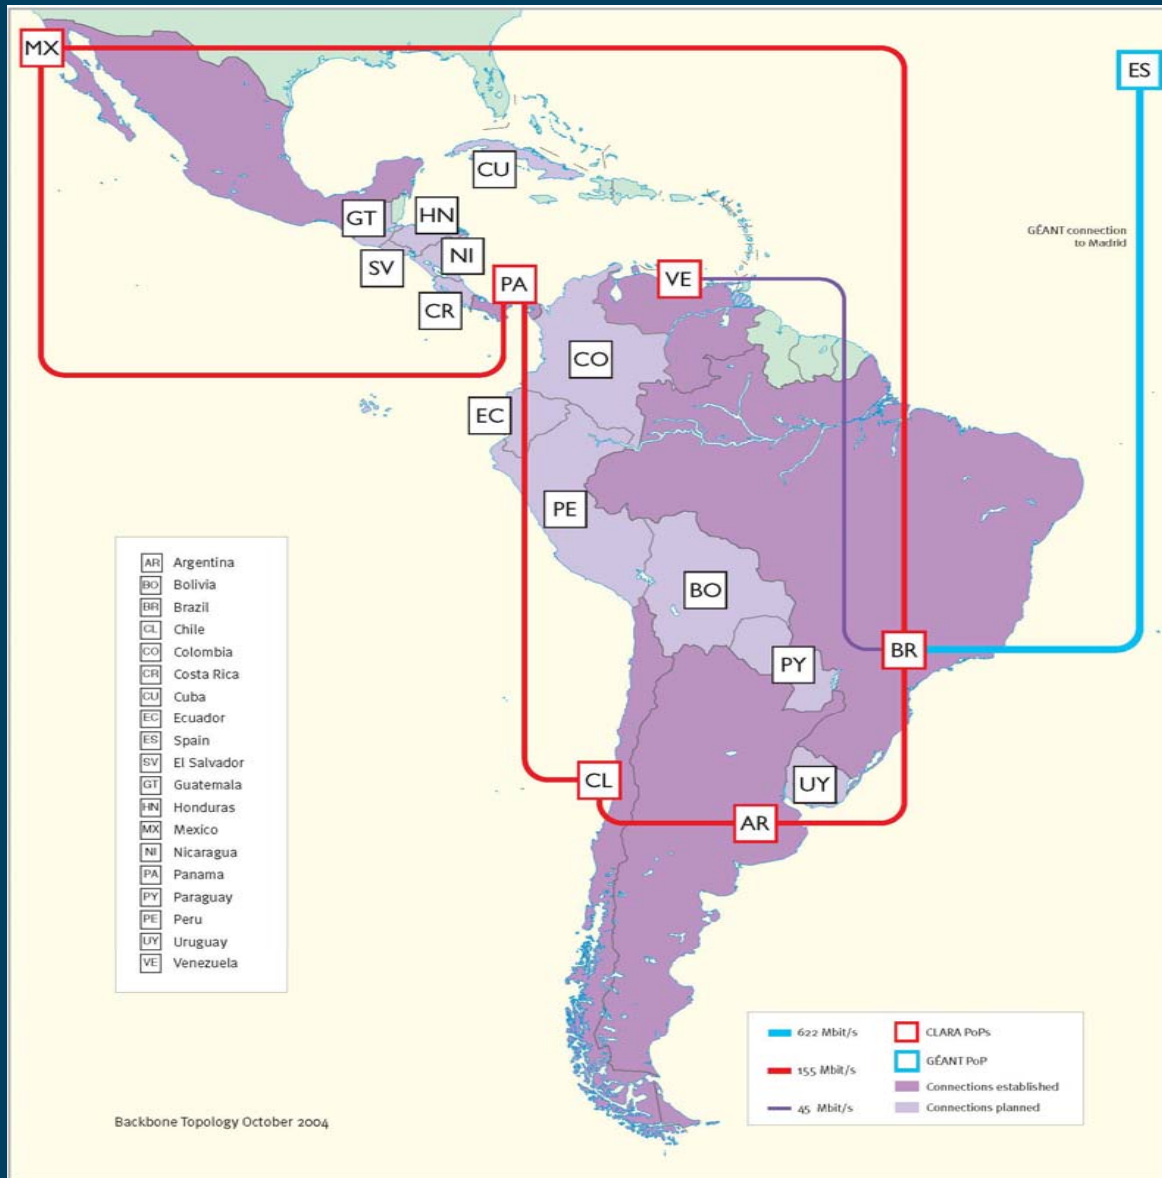 MX
ES
CU
GT
HN
GÉANT connection
to Madrid
SV
NI
PA
VE
CR
CO
EC
PE
BO
BR
PY
CL
UY
AR
AR Argentina
BO Bolivia
BR Brazil
CL Chile
CO Colombia
CR Costa Rica
CU Cuba
EC Ecuador
ES Spain
SV El Salvador
GT Guatemala
HN Honduras
MX Mexico
NI Nicaragua
PA Panama
PY Paraguay
PE Peru
UY Uruguay
VE Venezuela
622 Mbit/s
CLARA PoPs
GÉANT PoP
155 Mbit/s
Connections established
45 Mbit/s
Connections planned
Backbone Topology October 2004